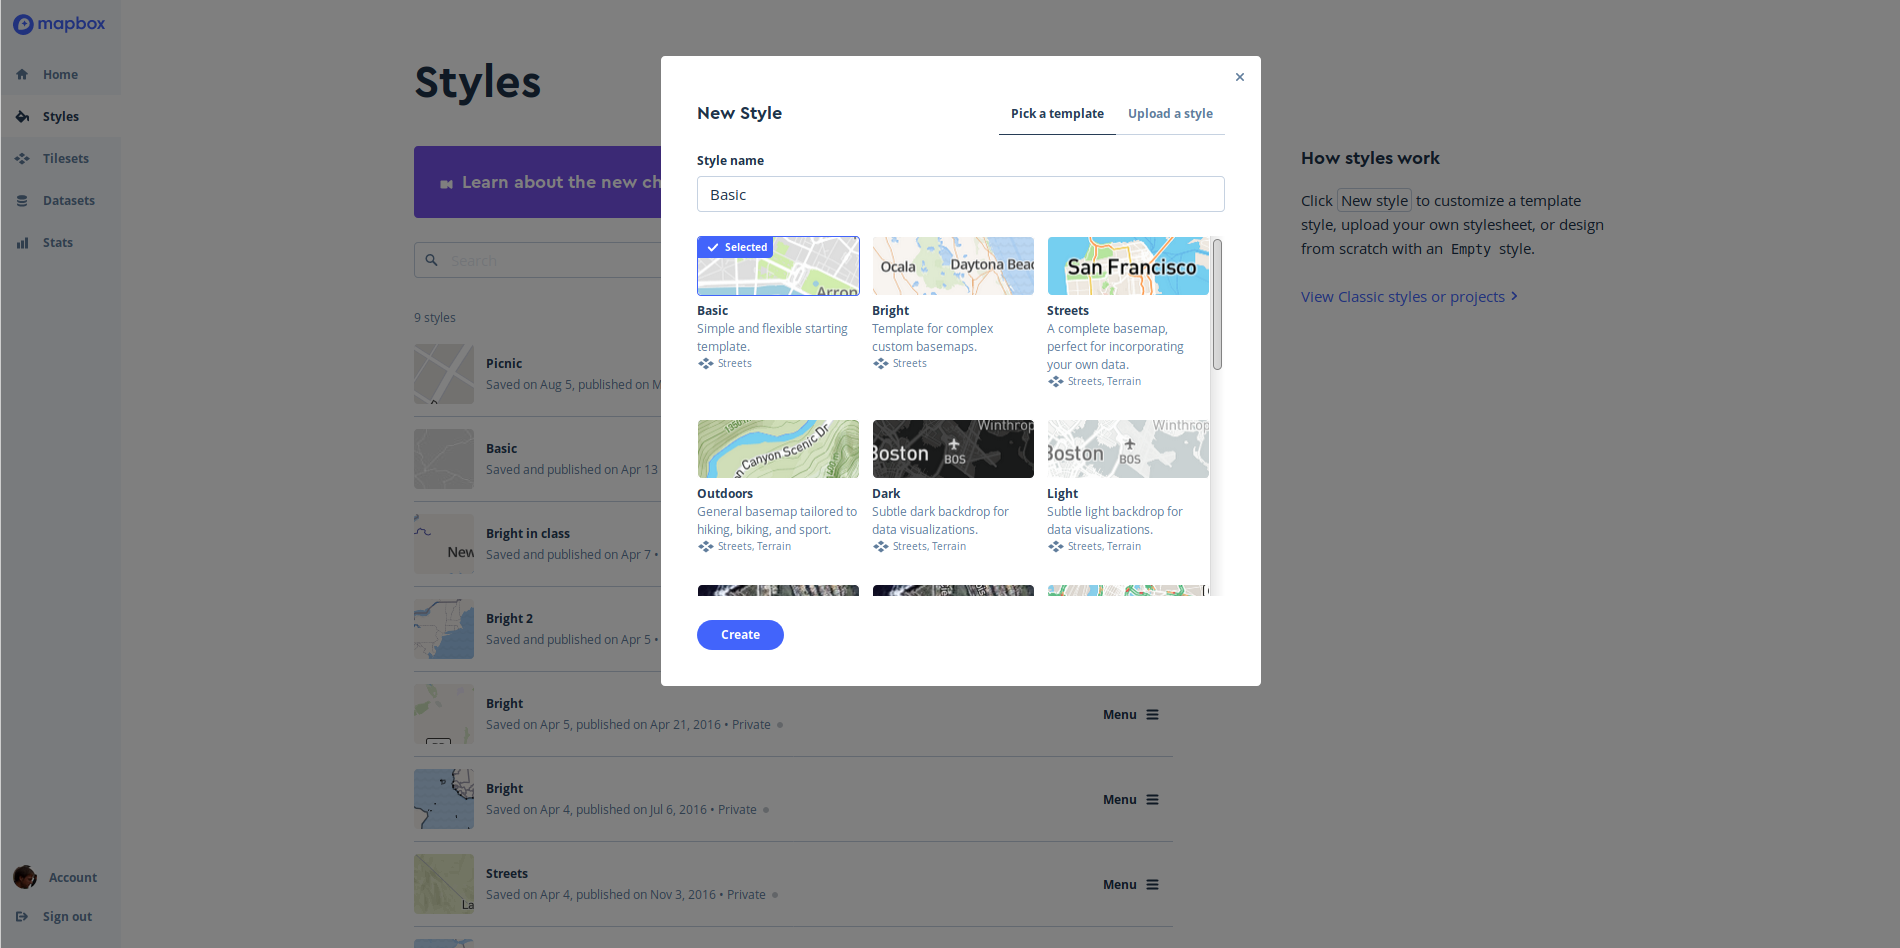 mapbox
Home
Styles
Tilesets
Datasets
Stats
Account
Sign out
Styles
Learn about the new ch
Search
9 styles
Picnic
Saved on Aug 5, published on M
Basic
Saved and published on Apr 13
New
Bright in class
Saved and published on Apr 7 •
Bright 2
Saved and published on Apr 5 •
Bright
Saved on Apr 5, published on Apr 21, 2016 • Private
Menu
Bright
Saved on Apr 4, published on Jul 6, 2016 • Private
Menu
La
Streets
Saved on Apr 4, published on Nov 3, 2016 • Private
Menu
New Style
Pick a template
Upload a style
Style name
Basic
Selected
Arron
Basic
Simple and flexible starting
template.
Streets
Ocala
Daytona Beac
Bright
Template for complex
custom basemaps.
Streets
San Francisco
Streets
A complete basemap,
perfect for incorporating
your own data.
Streets, Terrain
1350
n Canyon Scenic Dr
Outdoors
General basemap tailored to
hiking, biking, and sport.
Streets, Terrain
Winthrop
Boston
BOS
Dark
Subtle dark backdrop for
data visualizations.
Streets, Terrain
Winthrop
Boston
BOS
Light
Subtle light backdrop for
data visualizations.
Streets, Terrain
Create
How styles work
Click New style to customize a template
style, upload your own stylesheet, or design
from scratch with an Empty style.
View Classic styles or projects